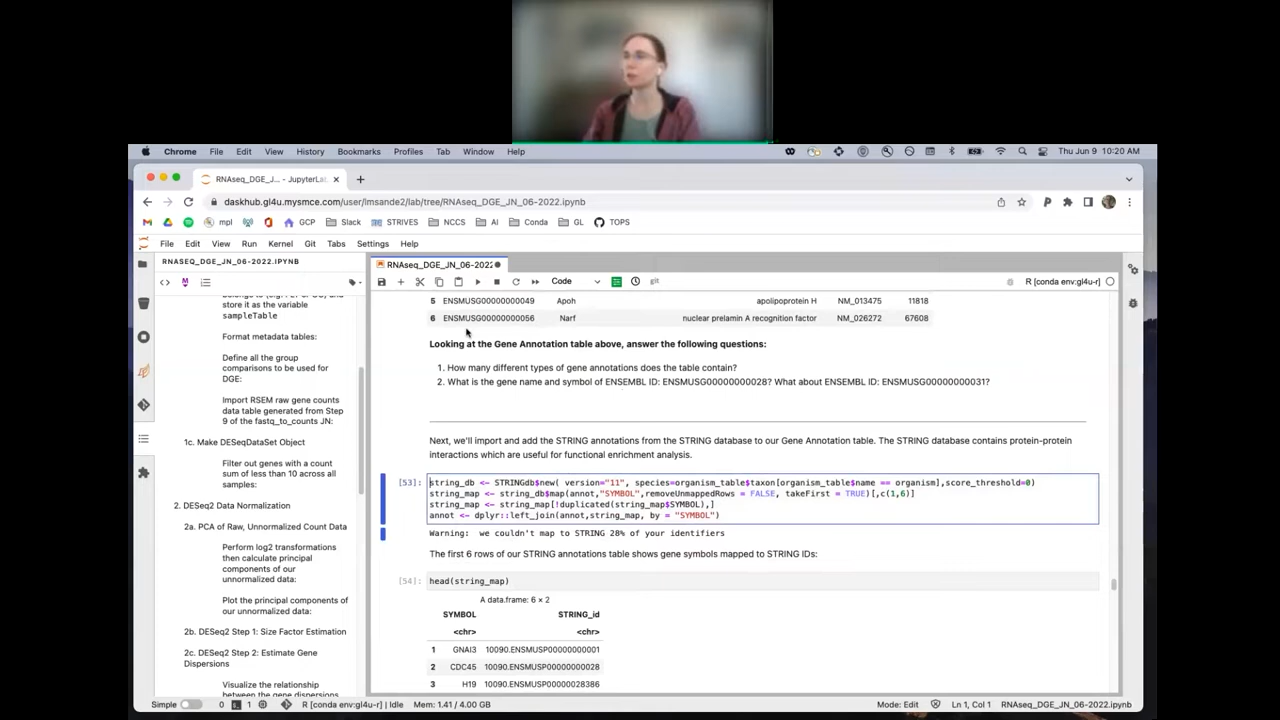 Chrome File Edit View History Bookmarks Profiles Tab Window Help Thu Jun 9 10:20 AM
RNAseq_DGE_J... - JupyterLab
daskhub.gl4u.mysmce.com/user/lmsande2/lab/tree/RNAseq_DGE_JN_06-2022.ipynb
mpl GCP Slack STRIVES NCCS AI Conda GL TOPS
File Edit View Run Kernel Git Tabs Settings Help
RNASEQ_DGE_JN_06-2022.IPYNB
store it as the variable
sampleTable
Format metadata tables:
Define all the group
comparisons to be used for
DGE:
Import RSEM raw gene counts
data table generated from Step
9 of the fastq_to_counts JN:
1c. Make DESeqDataSet Object
Filter out genes with a count
sum of less than 10 across all
samples:
2. DESeq2 Data Normalization
2a. PCA of Raw, Unnormalized Count Data
Perform log2 transformations
then calculate principal
components of our
unnormalized data:
Plot the principal components
of our unnormalized data:
2b. DESeq2 Step 1: Size Factor Estimation
2c. DESeq2 Step 2: Estimate Gene
Dispersions
Visualize the relationship
between the gene dispersions
RNAseq_DGE_JN_06-2022
Code git R [conda env:gl4u-r]
5 ENSMUSG00000000049 Apoh apolipoprotein H NM_013475 11818
6 ENSMUSG00000000056 Narf nuclear prelamin A recognition factor NM_026272 67608
Looking at the Gene Annotation table above, answer the following questions:
1. How many different types of gene annotations does the table contain?
2. What is the gene name and symbol of ENSEMBL ID: ENSMUSG00000000028? What about ENSEMBL ID: ENSMUSG00000000031?
Next, we'll import and add the STRING annotations from the STRING database to our Gene Annotation table. The STRING database contains protein-protein
interactions which are useful for functional enrichment analysis.
[53]: string_db <- STRINGdb$new( version="11", species=organism_table$taxon[organism_table$name == organism],score_threshold=0)
string_map <- string_db$map(annot,"SYMBOL",removeUnmappedRows = FALSE, takeFirst = TRUE)[,c(1,6)]
string_map <- string_map[!duplicated(string_map$SYMBOL),]
annot <- dplyr::left_join(annot,string_map, by = "SYMBOL")
Warning: we couldn't map to STRING 28% of your identifiers
The first 6 rows of our STRING annotations table shows gene symbols mapped to STRING IDs:
[54]: head(string_map)
A data.frame: 6 × 2
SYMBOL STRING_id
<chr> <chr>
1 GNAI3 10090.ENSMUSP00000000001
2 CDC45 10090.ENSMUSP00000000028
3 H19 10090.ENSMUSP00000028386
Simple 0 1 R [conda env:gl4u-r] | Idle Mem: 1.41 / 4.00 GB Mode: Edit Ln 1, Col 1 RNAseq_DGE_JN_06-2022.ipynb